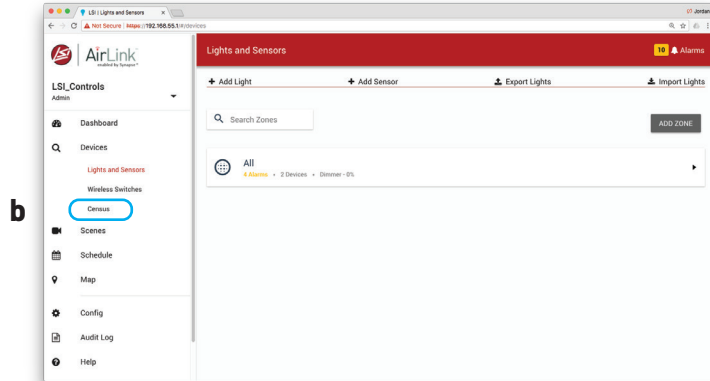 LSI | Lights and Sensors
Jordan
Not Secure | https://192.168.55.1/#/devices
LSI AirLink
enabled by Synapse
Lights and Sensors
10 Alarms
LSI_Controls
Admin
+ Add Light
+ Add Sensor
Export Lights
Import Lights
Dashboard
Search Zones
ADD ZONE
Devices
All
4 Alarms • 2 Devices • Dimmer - 0%
Lights and Sensors
Wireless Switches
b
Census
Scenes
Schedule
Map
Config
Audit Log
Help